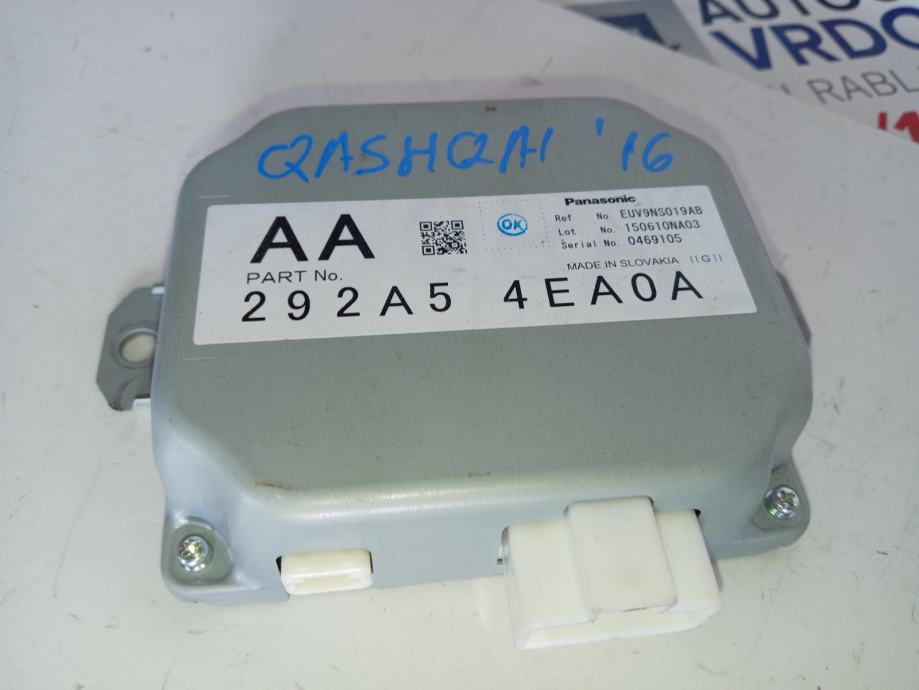 VRDO
RABL
QASHQAI '16
AA
OK
Panasonic
Ref No. EUV9NS019AB
Lot No. 150610NA03
Serial No. 0469105
MADE IN SLOVAKIA [[G]]
PART No.
292A5 4EA0A